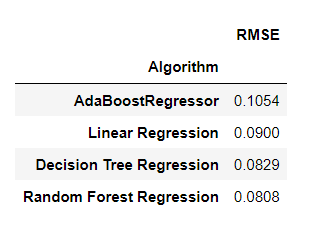 RMSE
Algorithm
AdaBoostRegressor 0.1054
Linear Regression 0.0900
Decision Tree Regression 0.0829
Random Forest Regression 0.0808